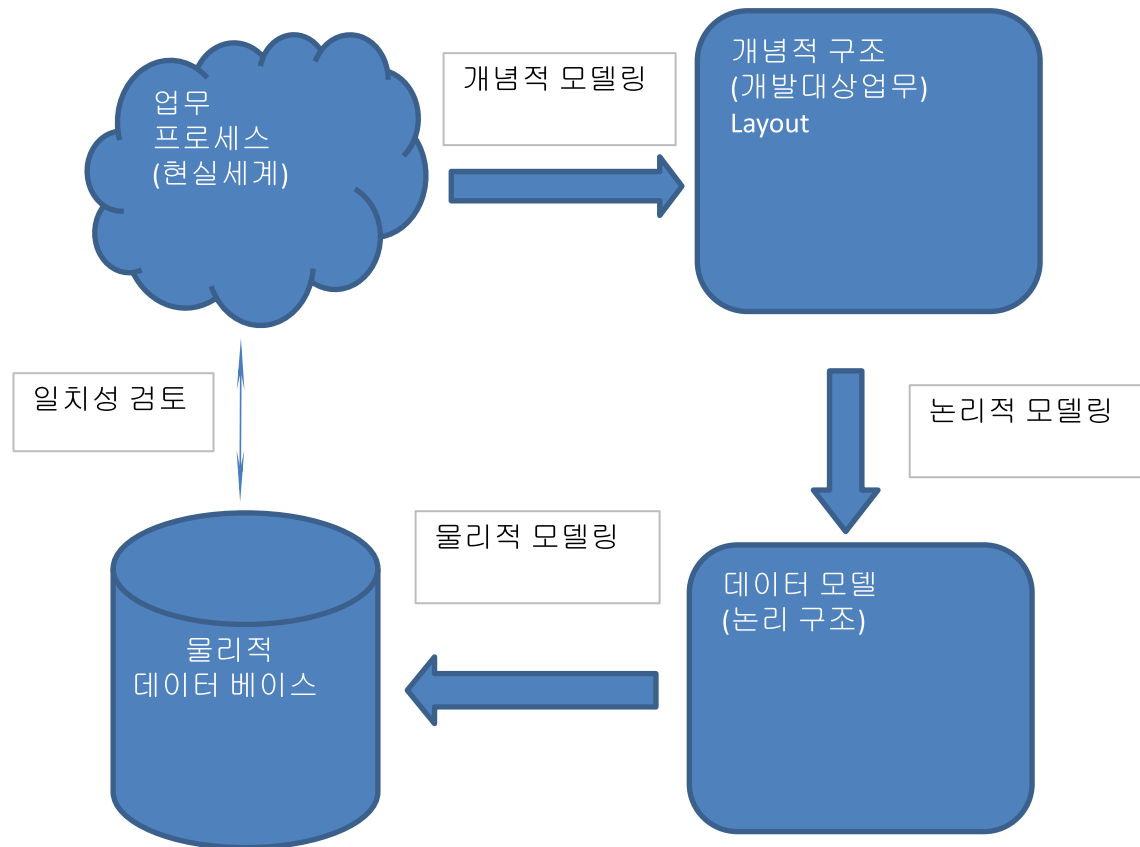 업무
프로세스
(현실세계)
개념적 모델링
개념적 구조
(개발대상업무)
Layout
일치성 검토
논리적 모델링
물리적 모델링
물리적
데이터 베이스
데이터 모델
(논리 구조)